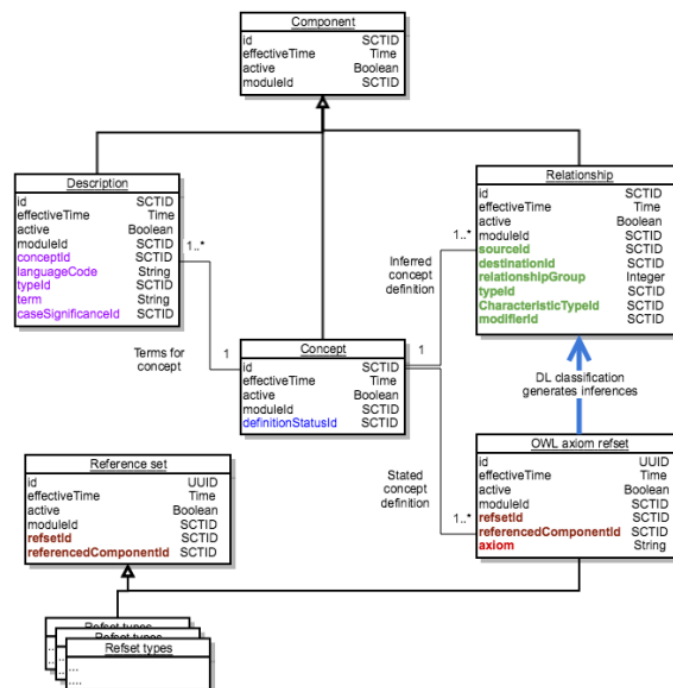 Component
id SCTID
effectiveTime Time
active Boolean
moduleId SCTID
Description
id SCTID
effectiveTime Time
active Boolean
moduleId SCTID
conceptId SCTID
languageCode String
typeId SCTID
term String
caseSignificanceId SCTID
Relationship
id SCTID
effectiveTime Time
active Boolean
moduleId SCTID
sourceId SCTID
destinationId SCTID
relationshipGroup Integer
typeId SCTID
CharacteristicTypeId SCTID
modifierId SCTID
1..*
1..*
Inferred
concept
definition
Terms for
concept
1
1
Concept
id SCTID
effectiveTime Time
active Boolean
moduleId SCTID
definitionStatusId SCTID
DL classification
generates inferences
Reference set
id UUID
effectiveTime Time
active Boolean
moduleId SCTID
refsetId SCTID
referencedComponentId SCTID
Stated
concept
definition
1..*
OWL axiom refset
id UUID
effectiveTime Time
active Boolean
moduleId SCTID
refsetId SCTID
referencedComponentId SCTID
axiom String
Refset types
Refset types
Refset types
...
....